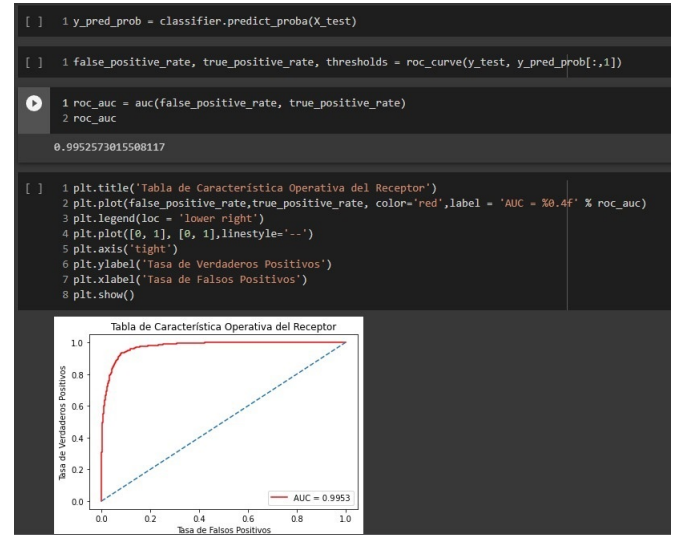 [ ] 1 y_pred_prob = classifier.predict_proba(X_test)
[ ] 1 false_positive_rate, true_positive_rate, thresholds = roc_curve(y_test, y_pred_prob[:,1])
1 roc_auc = auc(false_positive_rate, true_positive_rate)
2 roc_auc
0.9952573015508117
[ ] 1 plt.title('Tabla de Característica Operativa del Receptor')
2 plt.plot(false_positive_rate,true_positive_rate, color='red',label = 'AUC = %0.4f' % roc_auc)
3 plt.legend(loc = 'lower right')
4 plt.plot([0, 1], [0, 1],linestyle='--')
5 plt.axis('tight')
6 plt.ylabel('Tasa de Verdaderos Positivos')
7 plt.xlabel('Tasa de Falsos Positivos')
8 plt.show()
Tabla de Característica Operativa del Receptor
Tasa de Verdaderos Positivos
1.0
0.8
0.6
0.4
0.2
0.0
AUC = 0.9953
0.0 0.2 0.4 0.6 0.8 1.0
Tasa de Falsos Positivos